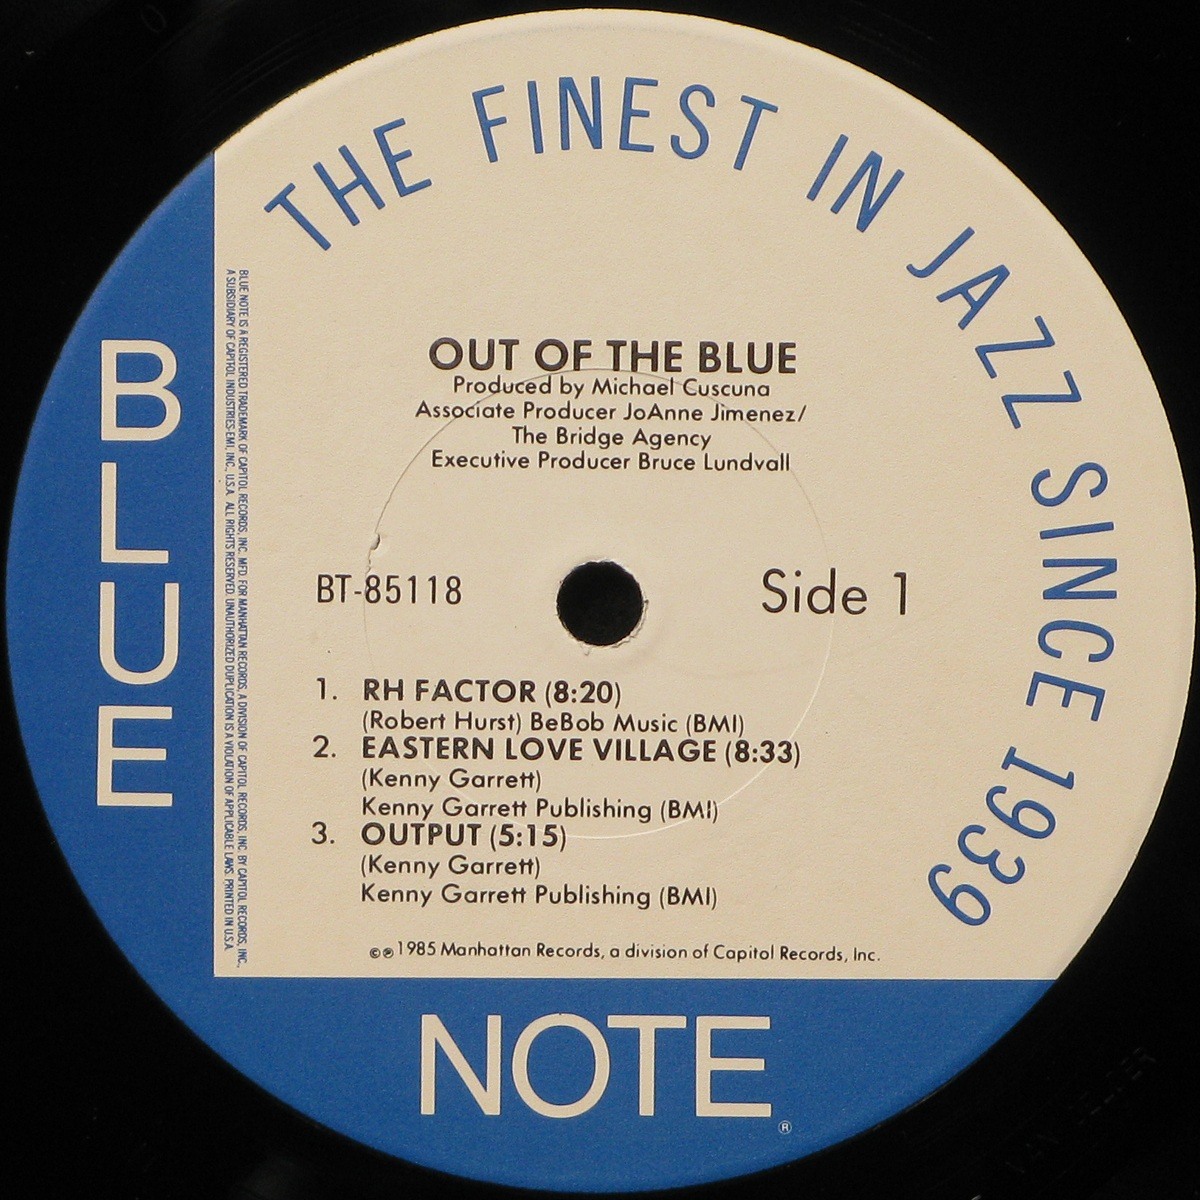 THE FINEST IN JAZZ SINCE 1939
BLUE
BLUE NOTE IS A REGISTERED TRADEMARK OF CAPITOL RECORDS, INC. MFD. FOR MANHATTAN RECORDS, A DIVISION OF CAPITOL RECORDS, INC. BY CAPITOL RECORDS, INC.,
A SUBSIDIARY OF CAPITOL INDUSTRIES-EMI, INC., U.S.A. ALL RIGHTS RESERVED. UNAUTHORIZED DUPLICATION IS A VIOLATION OF APPLICABLE LAWS. PRINTED IN U.S.A.
OUT OF THE BLUE
Produced by Michael Cuscuna
Associate Producer JoAnne Jimenez/
The Bridge Agency
Executive Producer Bruce Lundvall
BT-85118
Side 1
1. RH FACTOR (8:20)
(Robert Hurst) BeBob Music (BMI)
2. EASTERN LOVE VILLAGE (8:33)
(Kenny Garrett)
Kenny Garrett Publishing (BMI)
3. OUTPUT (5:15)
(Kenny Garrett)
Kenny Garrett Publishing (BMI)
©℗1985 Manhattan Records, a division of Capitol Records, Inc.
NOTE®